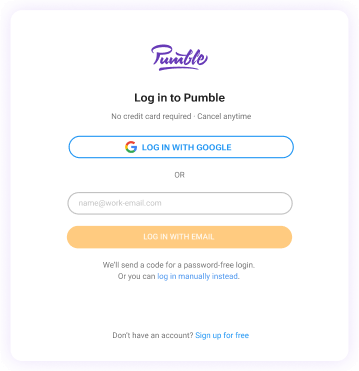 Pumble
Log in to Pumble
No credit card required · Cancel anytime
LOG IN WITH GOOGLE
OR
name@work-email.com
LOG IN WITH EMAIL
We'll send a code for a password-free login.
Or you can log in manually instead.
Don't have an account? Sign up for free